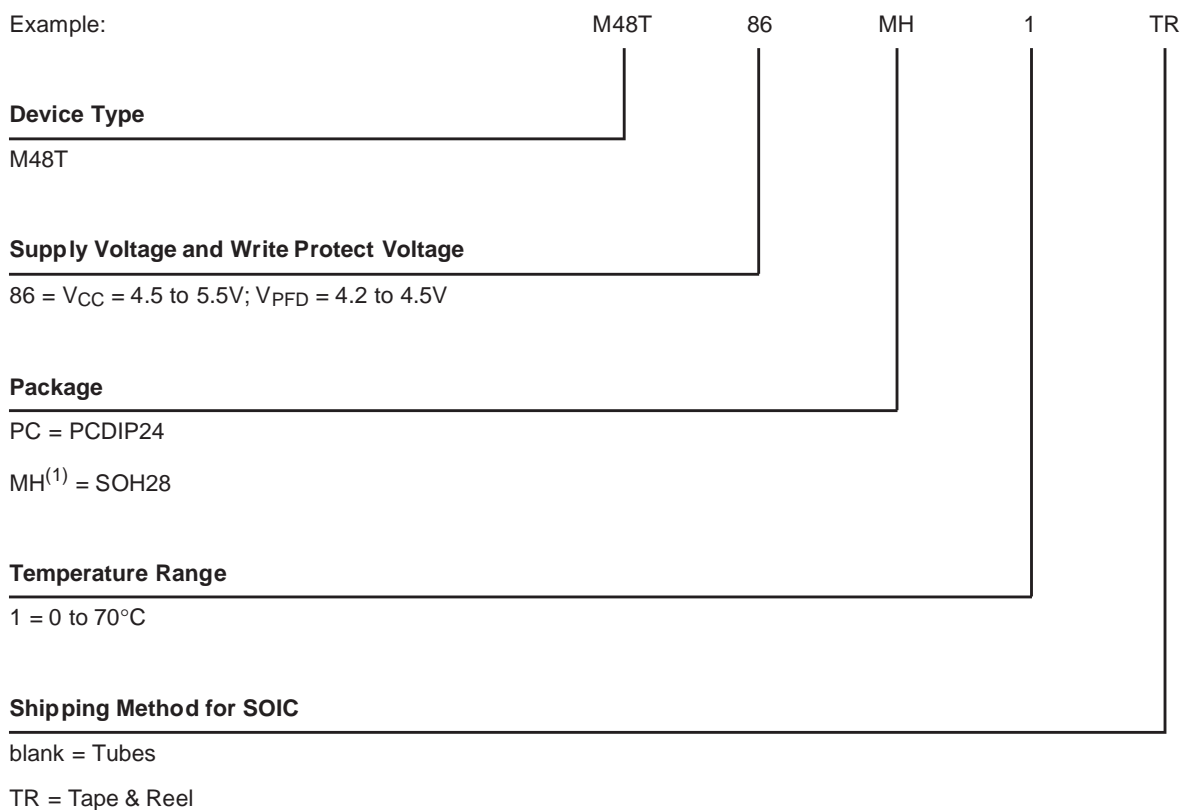 Example: M48T 86 MH 1 TR
Device Type
M48T
Supply Voltage and Write Protect Voltage
86 = VCC = 4.5 to 5.5V; VPFD = 4.2 to 4.5V
Package
PC = PCDIP24
MH(1) = SOH28
Temperature Range
1 = 0 to 70°C
Shipping Method for SOIC
blank = Tubes
TR = Tape & Reel